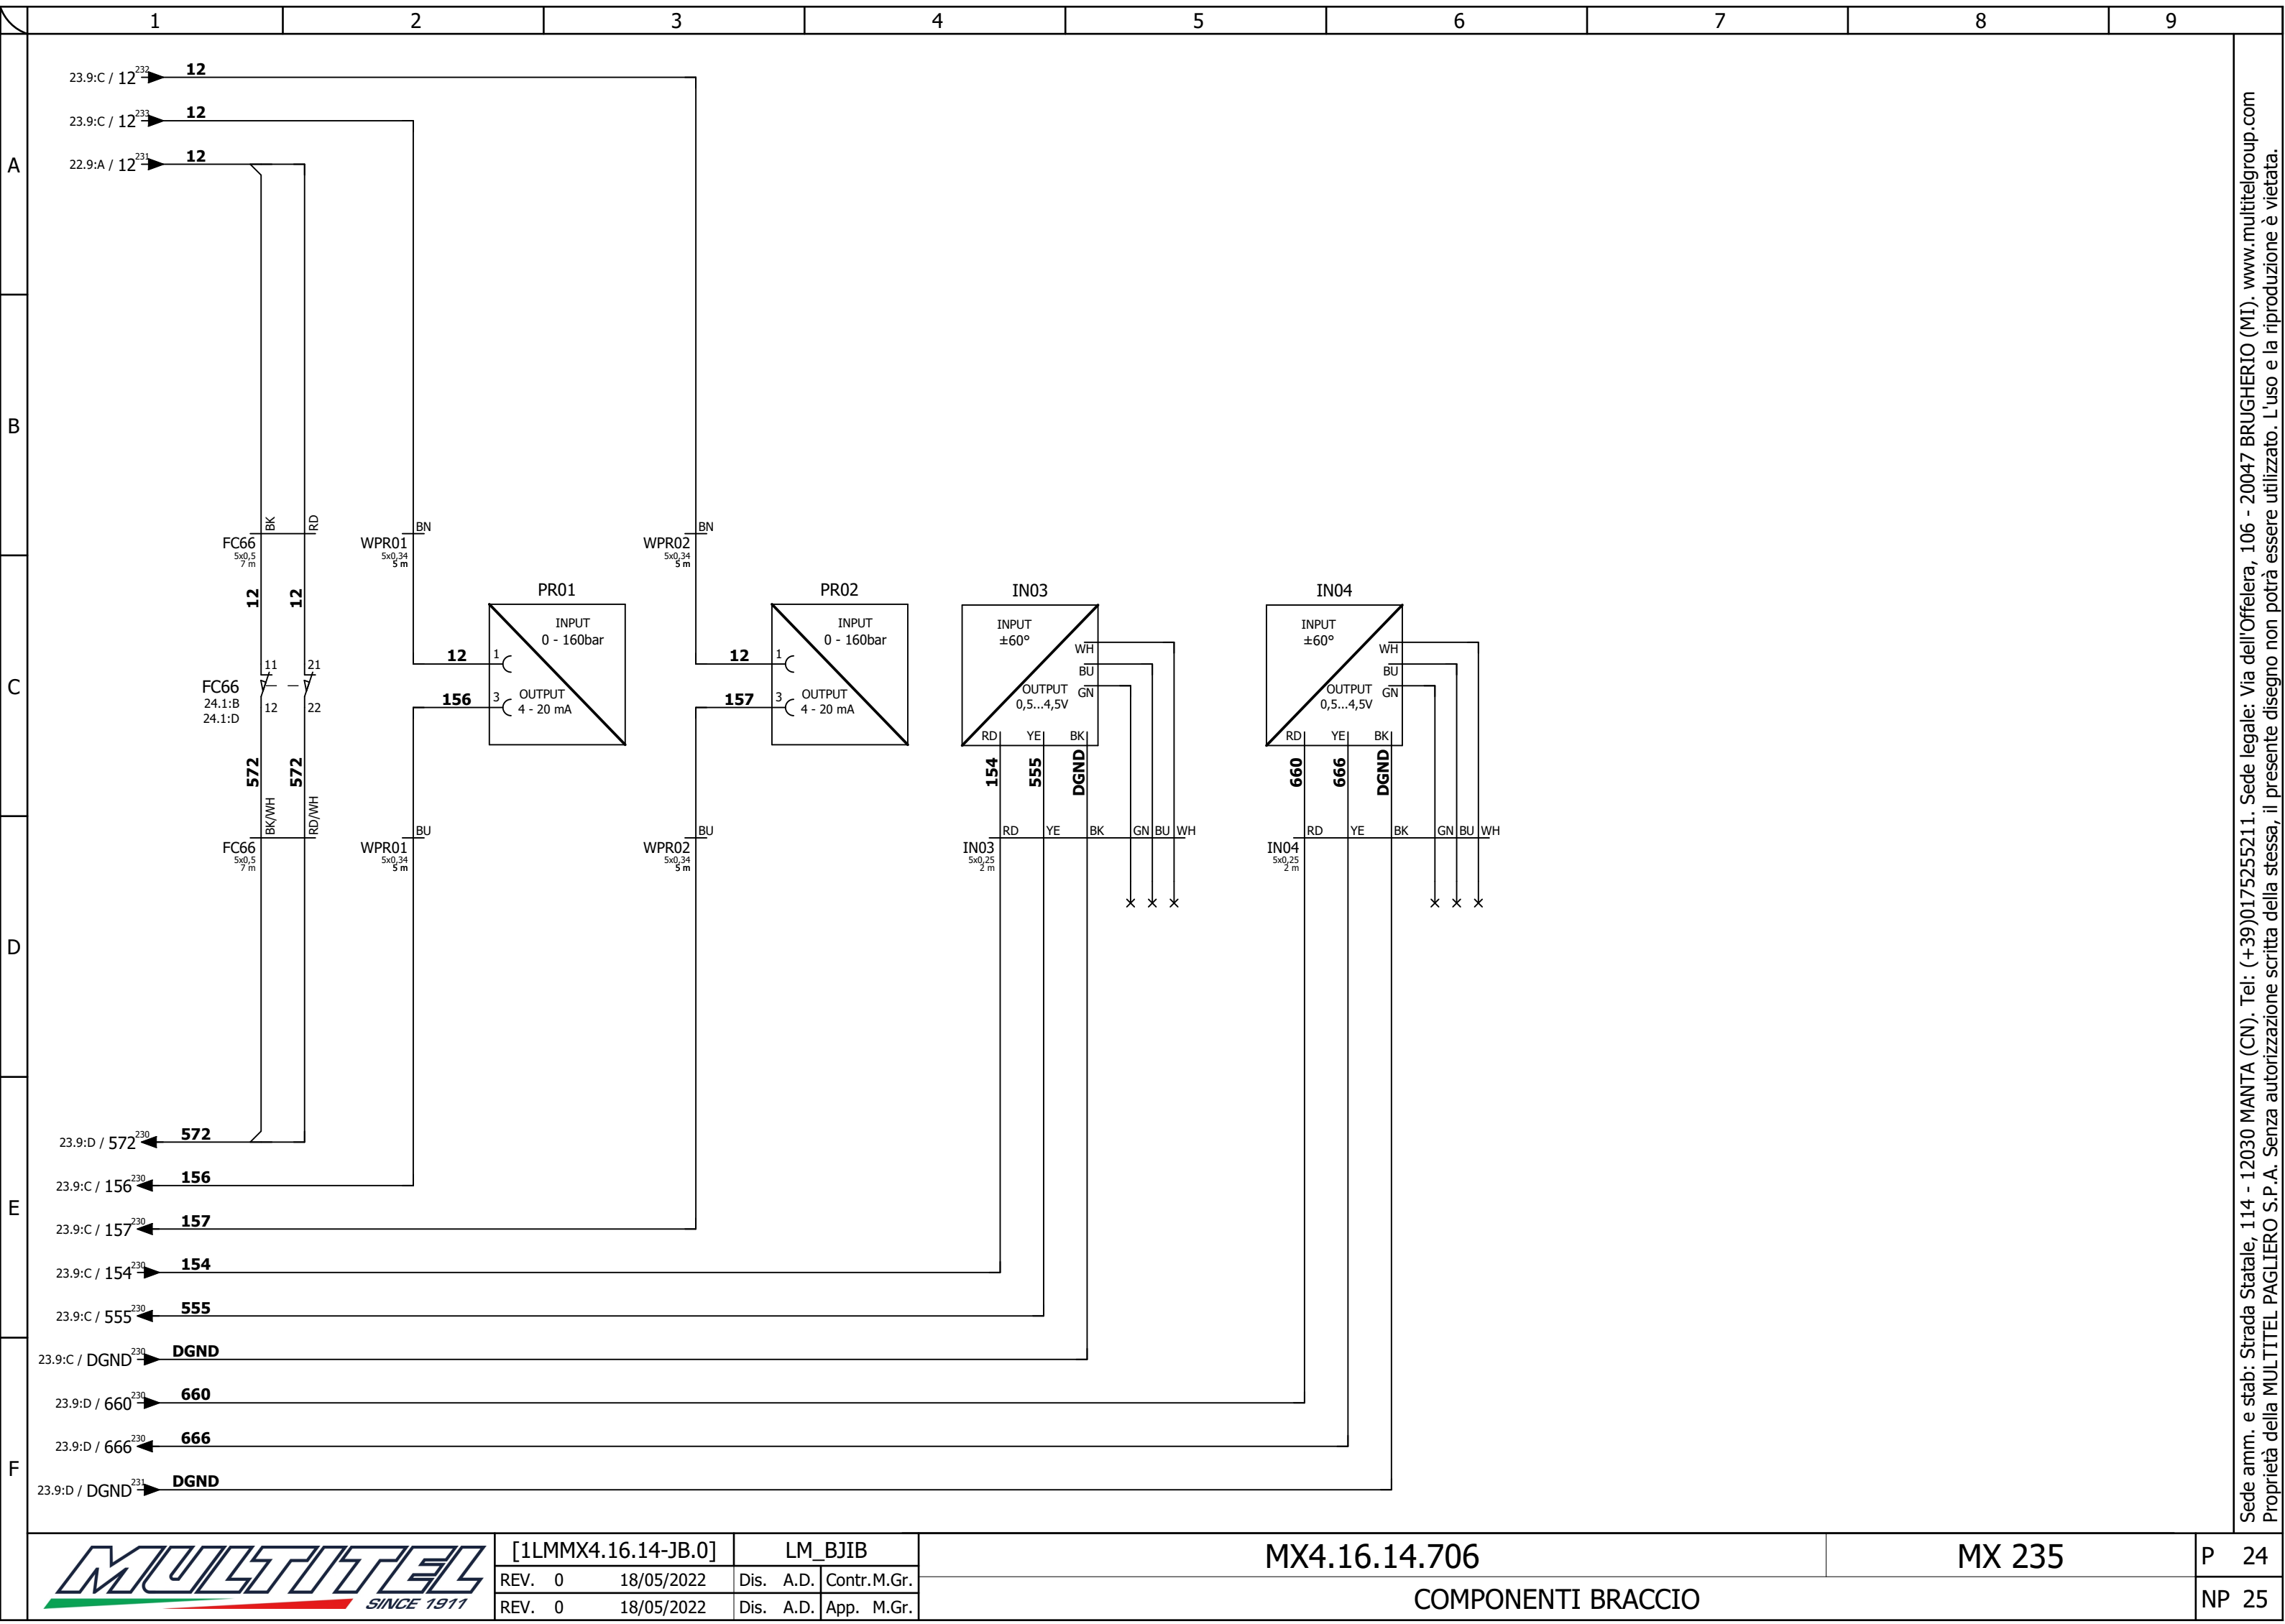 1 2 3 4 5 6 7 8 9
A
B
C
D
E
F
23.9:C / 12 232 12
23.9:C / 12 233 12
22.9:A / 12 231 12
BK RD BN BN
FC66 WPR01 WPR02
5x0,5 5x0,34 5x0,34
7 m 5 m 5 m
12 12
PR01 PR02 IN03 IN04
INPUT INPUT INPUT INPUT
0 - 160bar 0 - 160bar ±60° ±60°
12 1 12 1 WH WH
11 21 BU BU
FC66
24.1:B
24.1:D
12 22
156 3 OUTPUT 157 3 OUTPUT OUTPUT GN OUTPUT GN
4 - 20 mA 4 - 20 mA 0,5...4,5V 0,5...4,5V
RD YE BK RD YE BK
572 572 154 555 DGND 660 666 DGND
BK/WH RD/WH BU BU RD YE BK GN BU WH RD YE BK GN BU WH
FC66 WPR01 WPR02 IN03 IN04
5x0,5 5x0,34 5x0,34 5x0,25 5x0,25
7 m 5 m 5 m 2 m 2 m
23.9:D / 572 230 572
23.9:C / 156 230 156
23.9:C / 157 230 157
23.9:C / 154 230 154
23.9:C / 555 230 555
23.9:C / DGND 230 DGND
23.9:D / 660 230 660
23.9:D / 666 230 666
23.9:D / DGND 231 DGND
Sede amm. e stab: Strada Statale, 114 - 12030 MANTA (CN). Tel: (+39)0175255211. Sede legale: Via dell'Offelera, 106 - 20047 BRUGHERIO (MI). www.multitelgroup.com
Proprietà della MULTITEL PAGLIERO S.P.A. Senza autorizzazione scritta della stessa, il presente disegno non potrà essere utilizzato. L'uso e la riproduzione è vietata.
MULTITEL
SINCE 1911
[1LMMX4.16.14-JB.0] LM_BJIB
REV. 0 18/05/2022 Dis. A.D. Contr. M.Gr.
REV. 0 18/05/2022 Dis. A.D. App. M.Gr.
MX4.16.14.706 MX 235 P 24
COMPONENTI BRACCIO NP 25